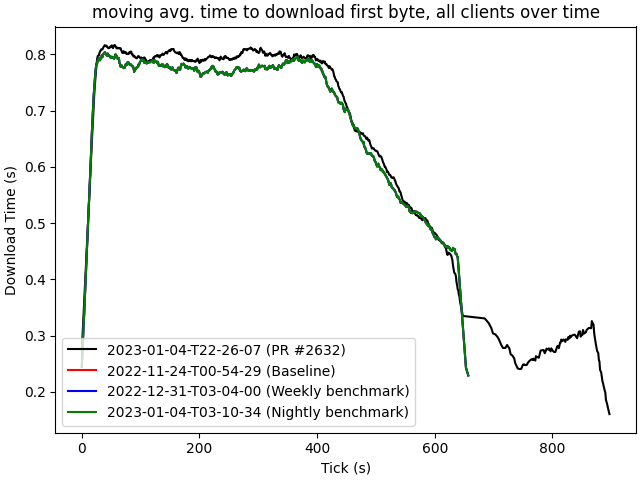 moving avg. time to download first byte, all clients over time
0.8
0.7
0.6
0.5
0.4
0.3
0.2
Download Time (s)
2023-01-04-T22-26-07 (PR #2632)
2022-11-24-T00-54-29 (Baseline)
2022-12-31-T03-04-00 (Weekly benchmark)
2023-01-04-T03-10-34 (Nightly benchmark)
0 200 400 600 800
Tick (s)